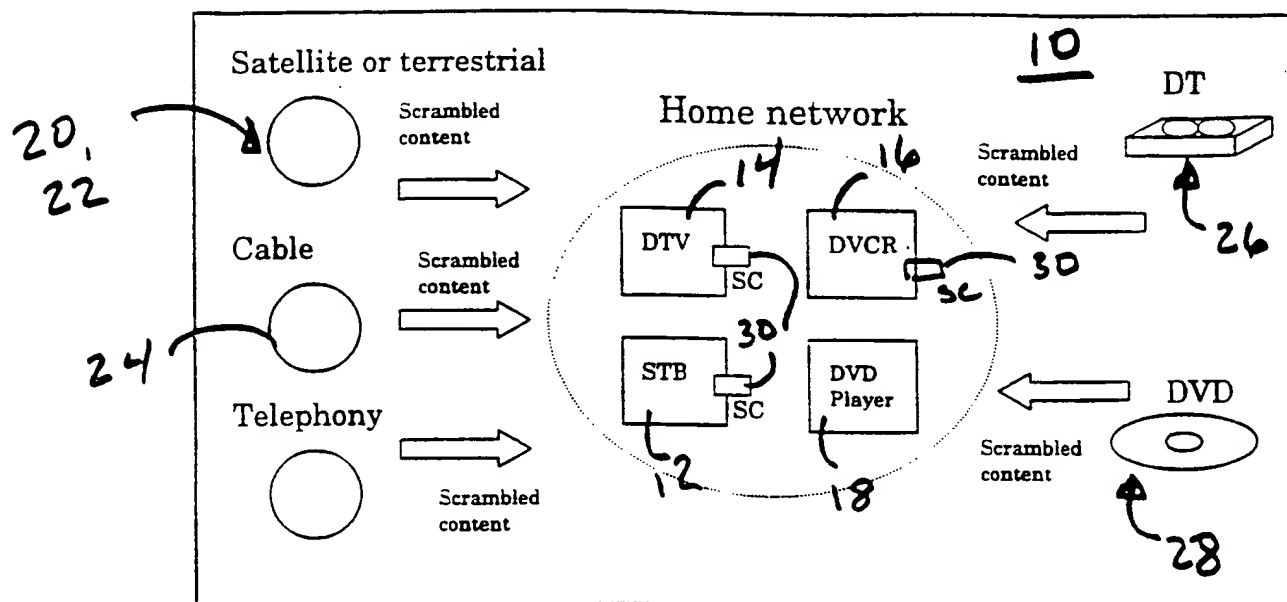 10
Satellite or terrestrial
20,
22
Scrambled
content
Home network
DT
Scrambled
content
26
14
16
DTV
SC
DVCR
SC
30
Cable
Scrambled
content
24
30
STB
SC
12
DVD
Player
18
DVD
Scrambled
content
28
Telephony
Scrambled
content